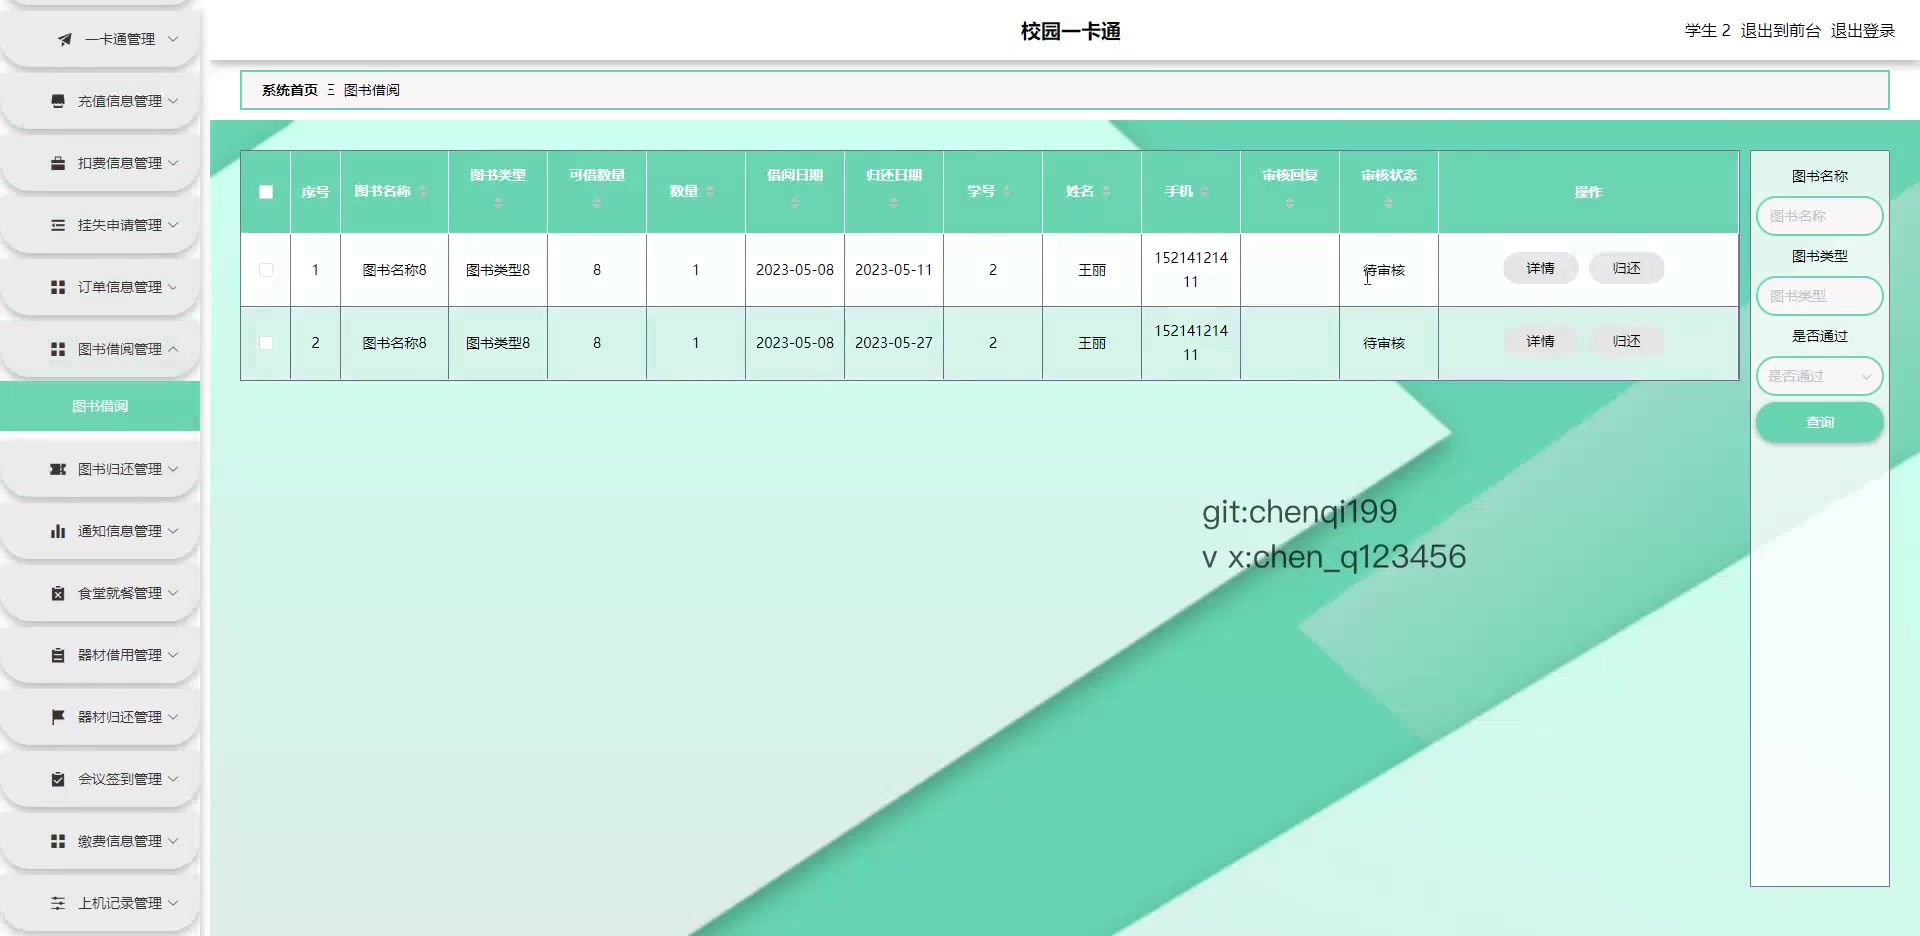 校园一卡通
学生 2 退出到前台 退出登录
一卡通管理
充值信息管理
扣费信息管理
挂失申请管理
订单信息管理
图书借阅管理
图书借阅
图书归还管理
通知信息管理
食堂就餐管理
器材借用管理
器材归还管理
会议签到管理
缴费信息管理
上机记录管理
系统首页 Ξ 图书借阅
序号 图书名称 图书类型 可借数量 数量 借阅日期 归还日期 学号 姓名 手机 审核回复 审核状态 操作
1 图书名称8 图书类型8 8 1 2023-05-08 2023-05-11 2 王丽 15214121411 待审核 详情 归还
2 图书名称8 图书类型8 8 1 2023-05-08 2023-05-27 2 王丽 15214121411 待审核 详情 归还
图书名称
图书名称
图书类型
图书类型
是否通过
是否通过
查询
git:chenqi199
v x:chen_q123456